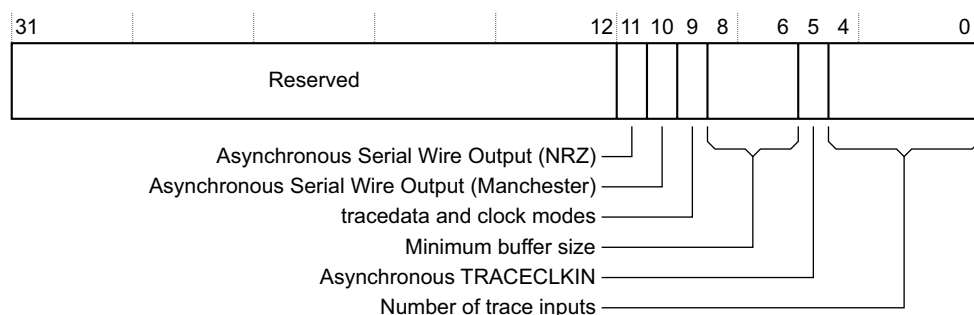 31 12 11 10 9 8 6 5 4 0
Reserved
Asynchronous Serial Wire Output (NRZ)
Asynchronous Serial Wire Output (Manchester)
tracedata and clock modes
Minimum buffer size
Asynchronous TRACECLKIN
Number of trace inputs